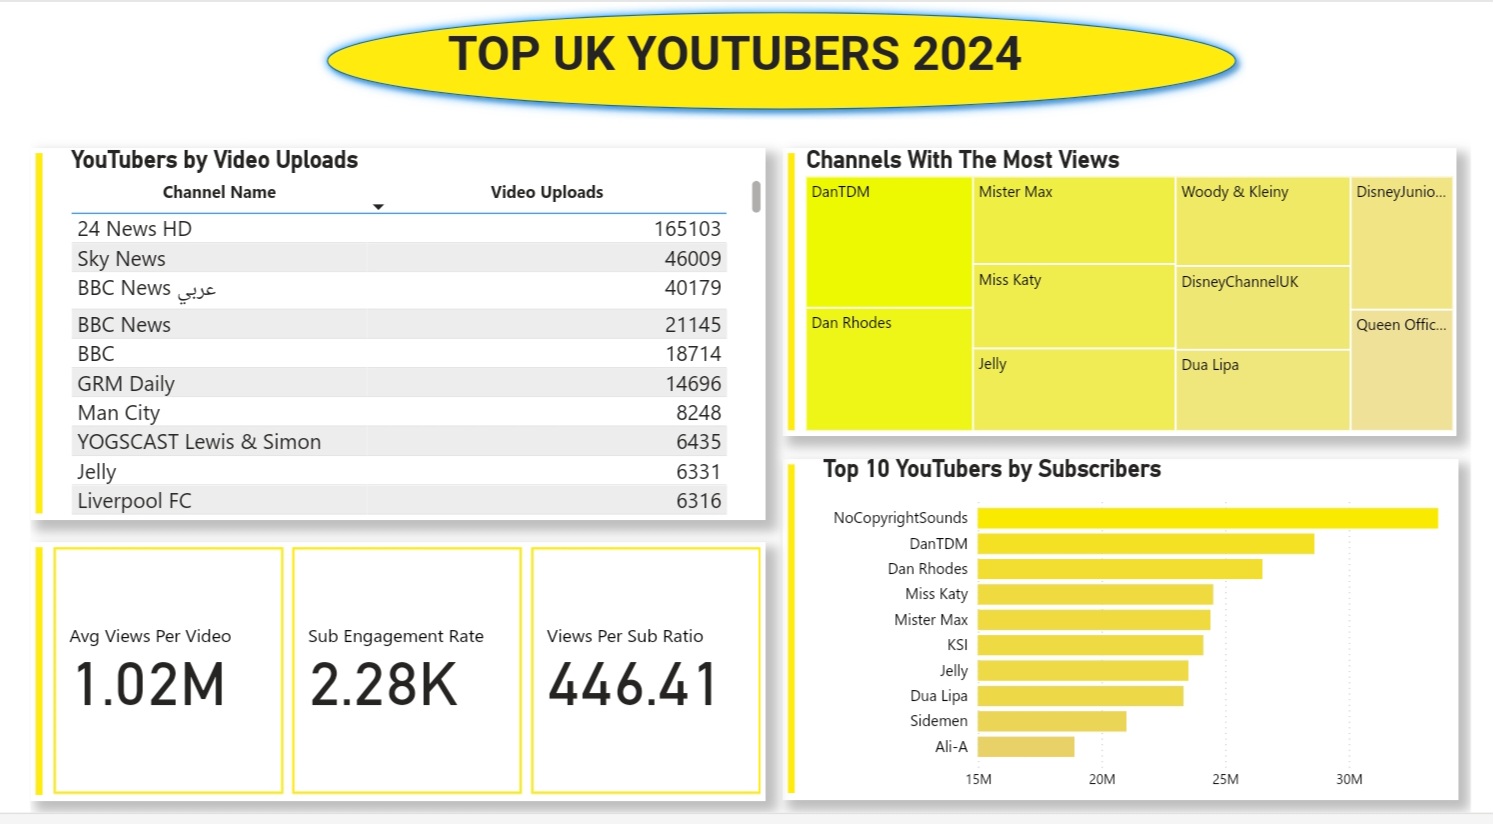 TOP UK YOUTUBERS 2024
YouTubers by Video Uploads
Channel Name Video Uploads
24 News HD 165103
Sky News 46009
BBC News عربي 40179
BBC News 21145
BBC 18714
GRM Daily 14696
Man City 8248
YOGSCAST Lewis & Simon 6435
Jelly 6331
Liverpool FC 6316
Channels With The Most Views
DanTDM
Dan Rhodes
Mister Max
Miss Katy
Jelly
Woody & Kleiny
DisneyChannelUK
Dua Lipa
DisneyJunio...
Queen Offic...
Avg Views Per Video
1.02M
Sub Engagement Rate
2.28K
Views Per Sub Ratio
446.41
Top 10 YouTubers by Subscribers
NoCopyrightSounds
DanTDM
Dan Rhodes
Miss Katy
Mister Max
KSI
Jelly
Dua Lipa
Sidemen
Ali-A
15M 20M 25M 30M